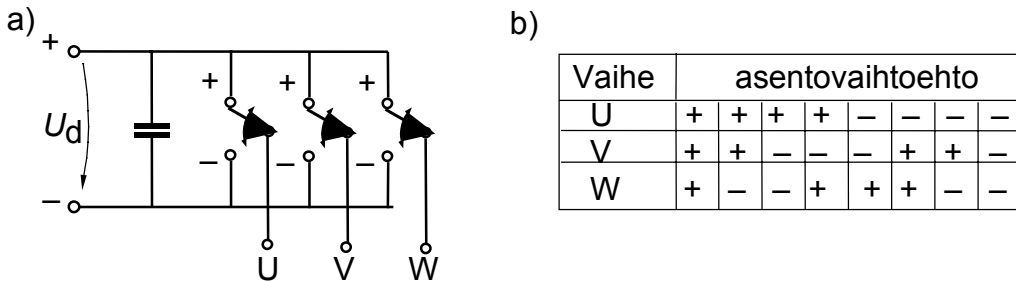 a)
+
+ + +
Ud
– – –
–
U V W
b)
Vaihe asentovaihtoehto
U + + + + – – – –
V + + – – – + + –
W + – – + + + – –